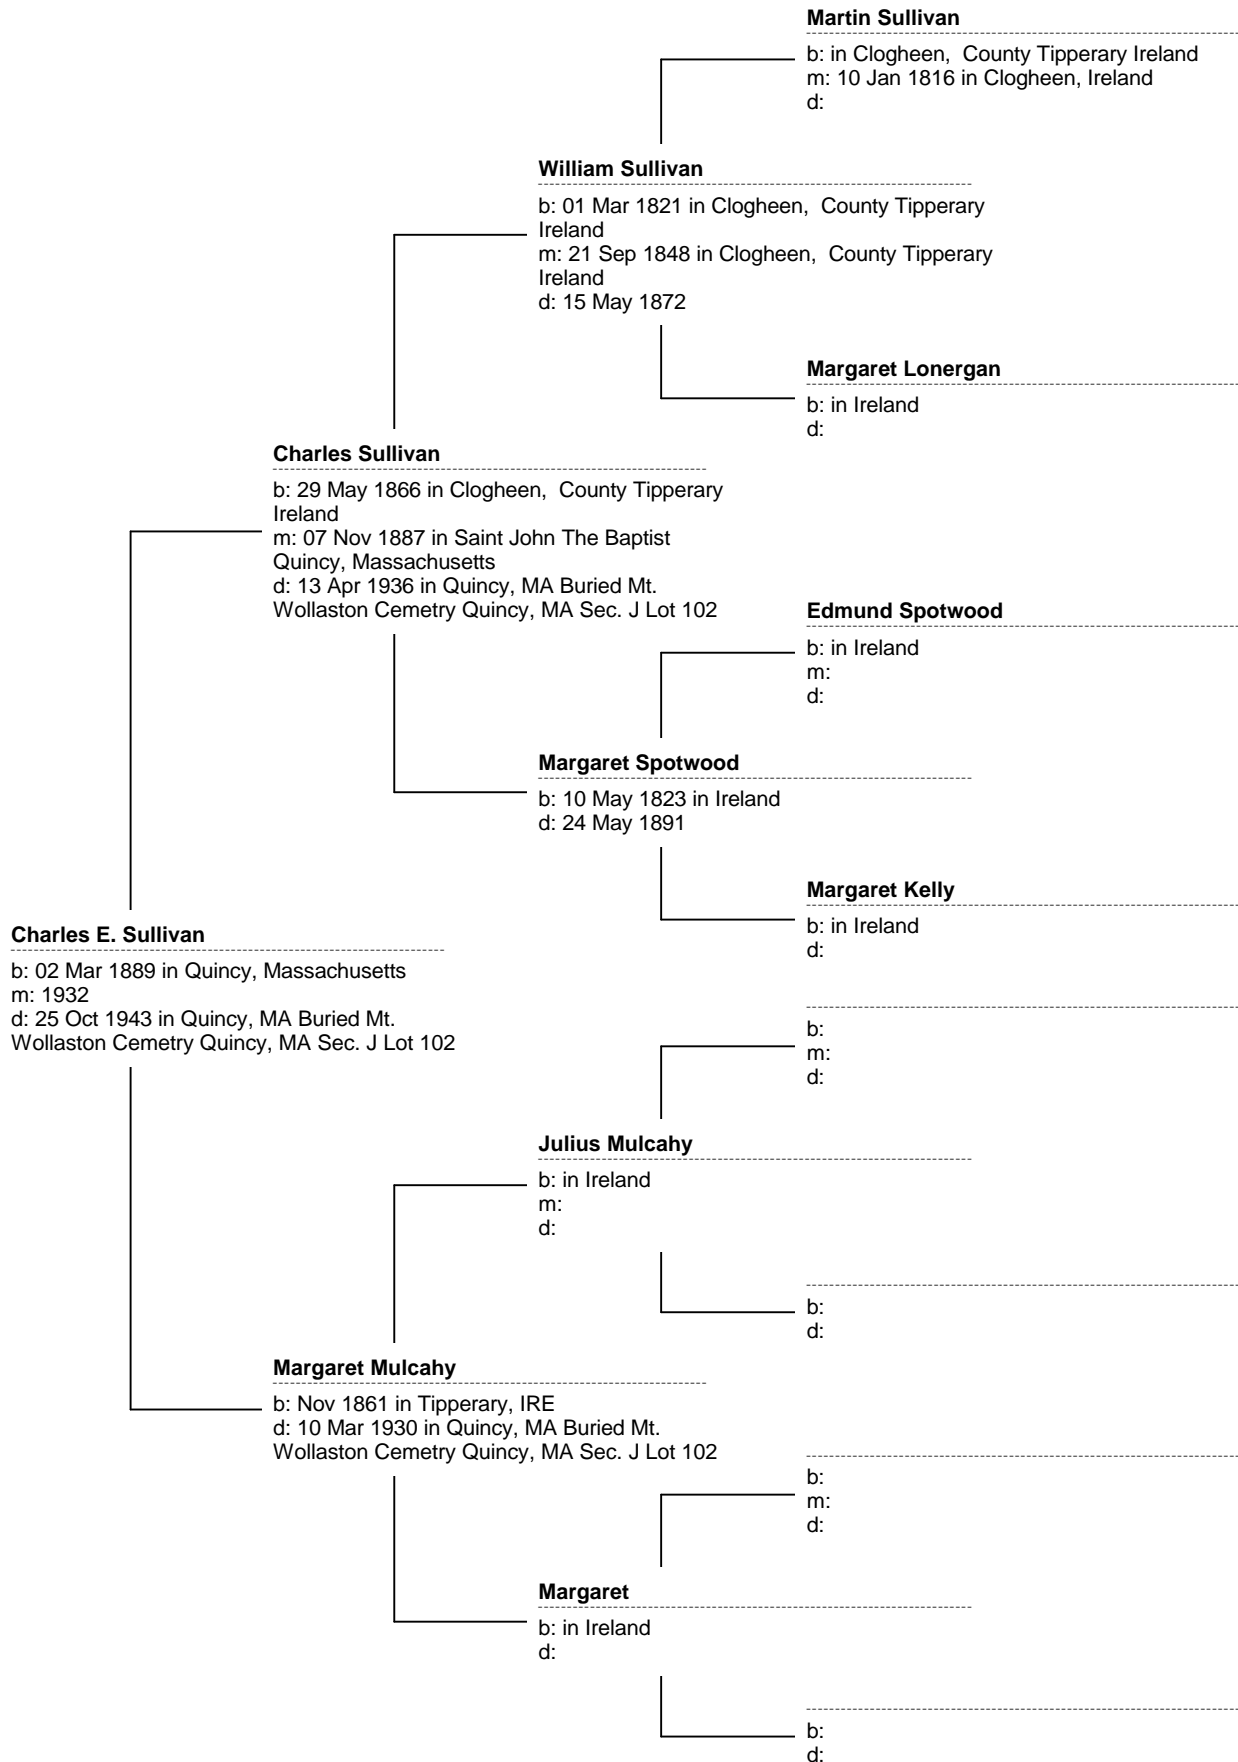 Martin Sullivan
b: in Clogheen, County Tipperary Ireland
m: 10 Jan 1816 in Clogheen, Ireland
d:
William Sullivan
b: 01 Mar 1821 in Clogheen, County Tipperary
Ireland
m: 21 Sep 1848 in Clogheen, County Tipperary
Ireland
d: 15 May 1872
Margaret Lonergan
b: in Ireland
d:
Charles Sullivan
b: 29 May 1866 in Clogheen, County Tipperary
Ireland
m: 07 Nov 1887 in Saint John The Baptist
Quincy, Massachusetts
d: 13 Apr 1936 in Quincy, MA Buried Mt.
Wollaston Cemetry Quincy, MA Sec. J Lot 102
Edmund Spotwood
b: in Ireland
m:
d:
Margaret Spotwood
b: 10 May 1823 in Ireland
d: 24 May 1891
Margaret Kelly
b: in Ireland
d:
Charles E. Sullivan
b: 02 Mar 1889 in Quincy, Massachusetts
m: 1932
d: 25 Oct 1943 in Quincy, MA Buried Mt.
Wollaston Cemetry Quincy, MA Sec. J Lot 102
b:
m:
d:
Julius Mulcahy
b: in Ireland
m:
d:
b:
d:
Margaret Mulcahy
b: Nov 1861 in Tipperary, IRE
d: 10 Mar 1930 in Quincy, MA Buried Mt.
Wollaston Cemetry Quincy, MA Sec. J Lot 102
b:
m:
d:
Margaret
b: in Ireland
d:
b:
d: